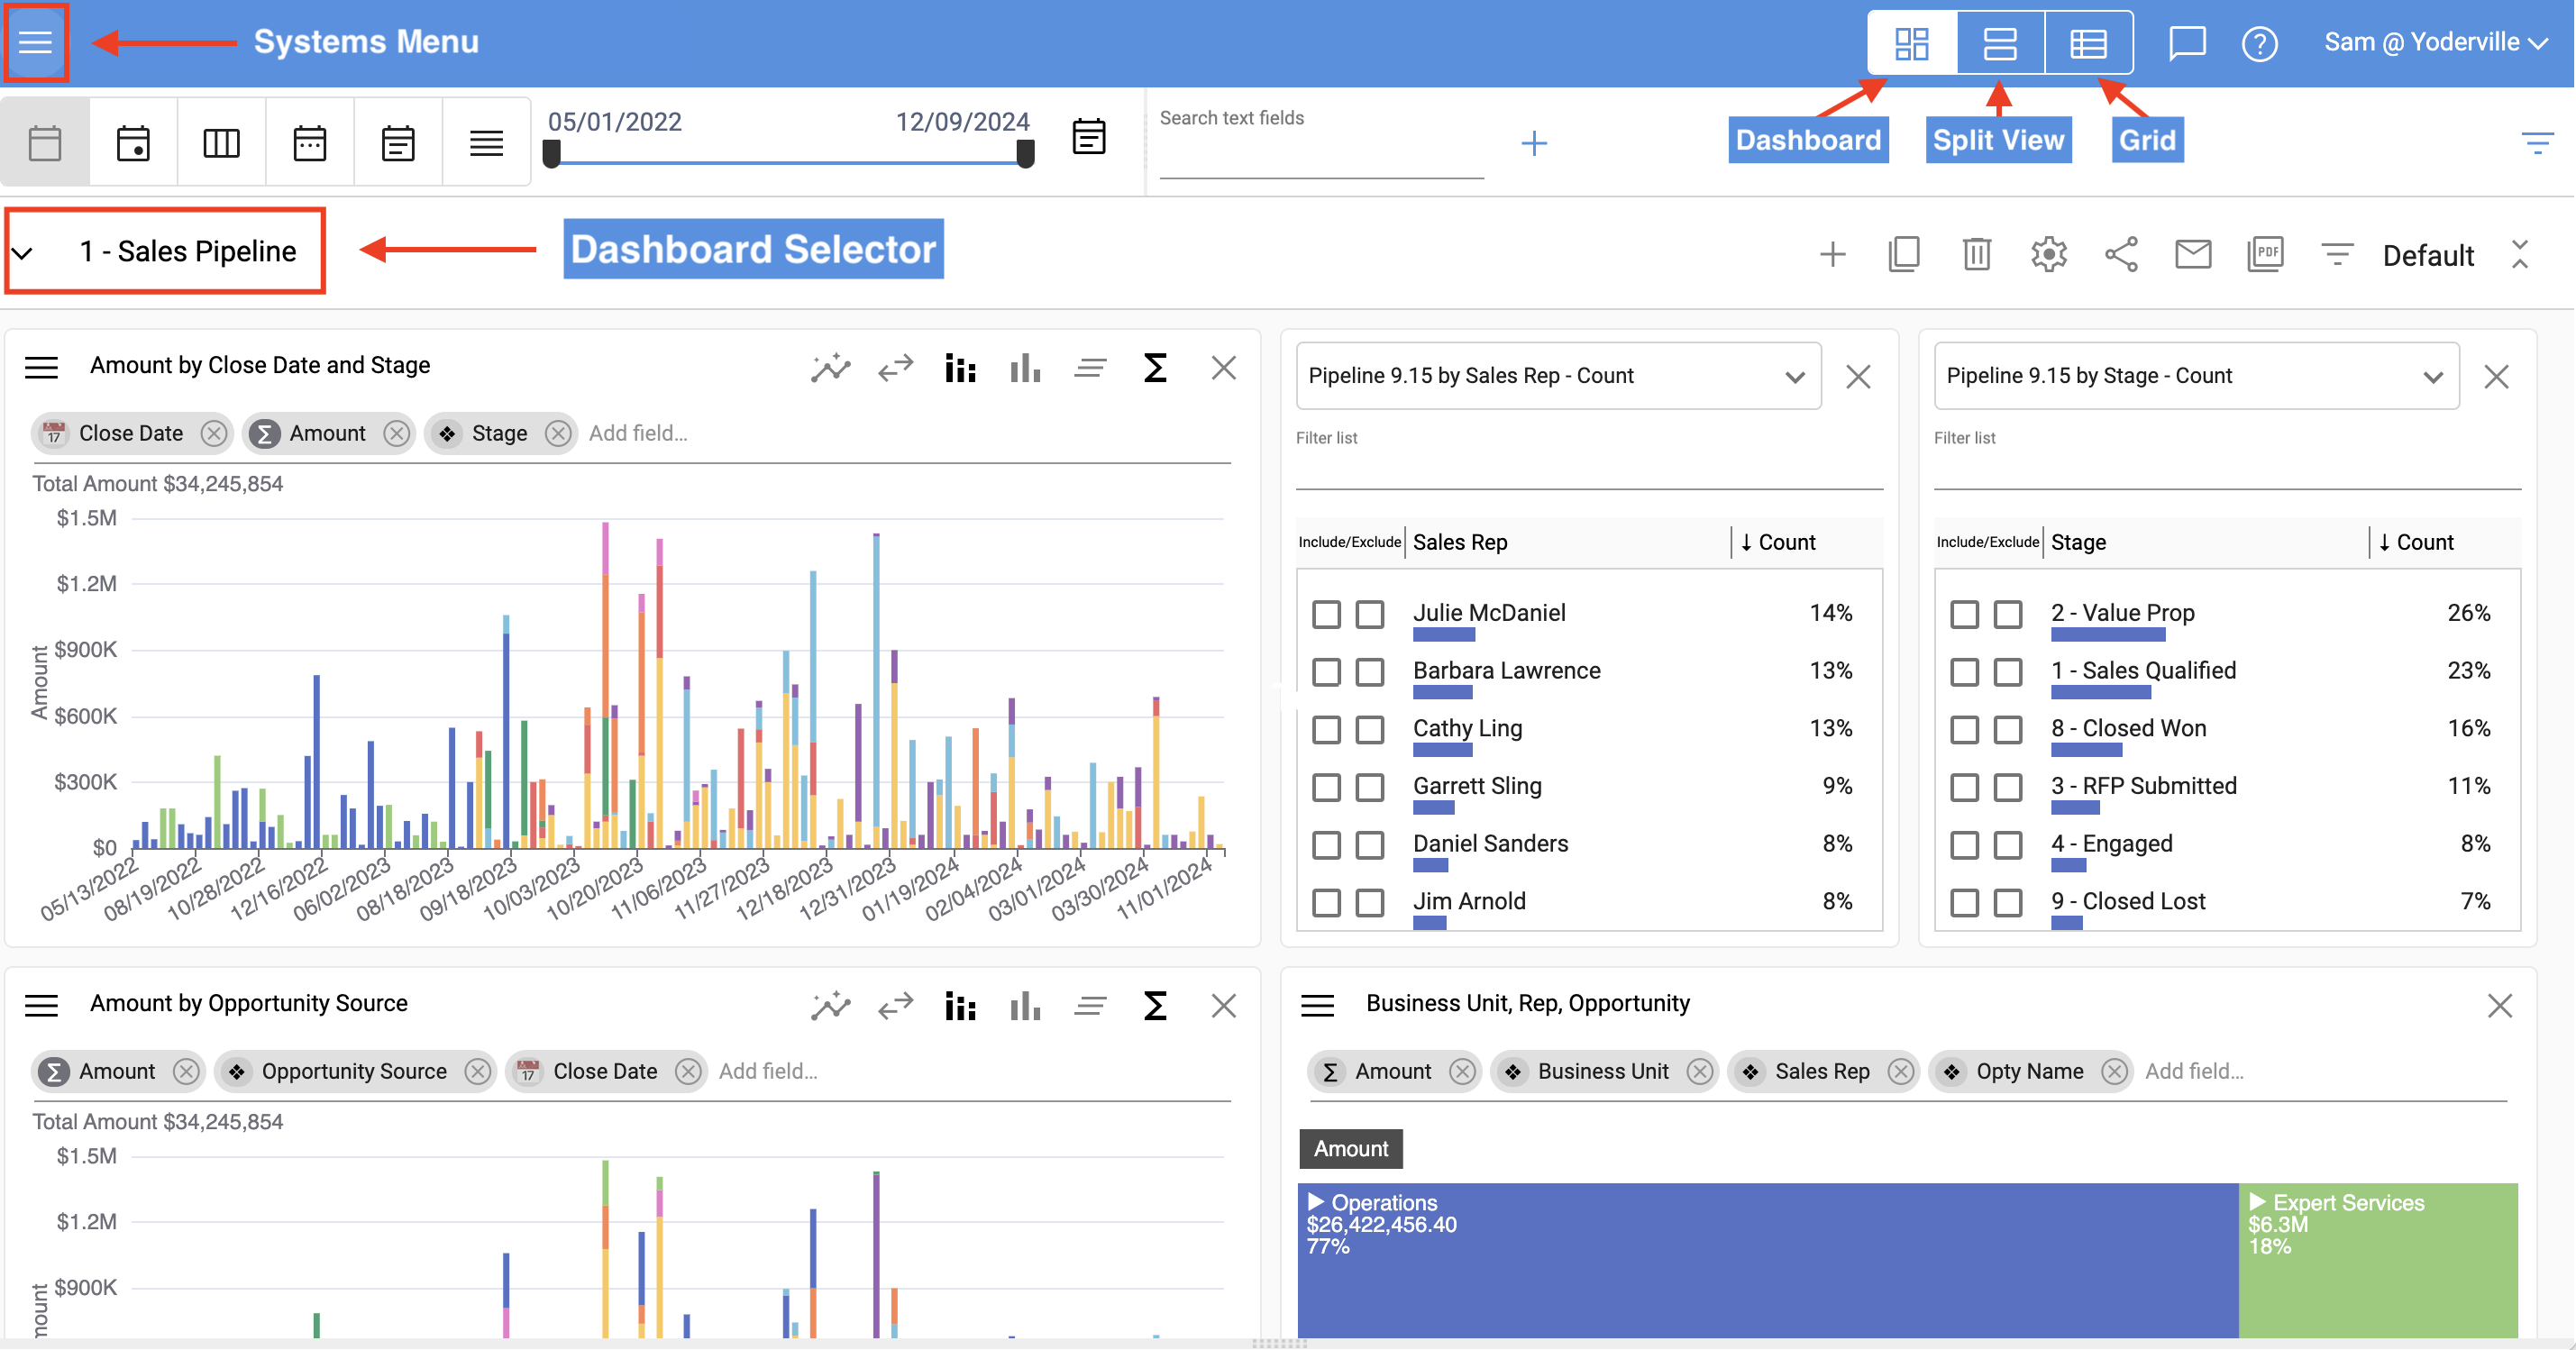 Systems Menu
Sam @ Yoderville
05/01/2022
12/09/2024
Search text fields
Dashboard
Split View
Grid
1 - Sales Pipeline
Dashboard Selector
PDF
Default
Amount by Close Date and Stage
17 Close Date
Σ Amount
Stage
Add field...
Total Amount $34,245,854
$1.5M
$1.2M
$900K
$600K
$300K
$0
Amount
05/13/2022
08/19/2022
10/28/2022
12/16/2022
06/02/2023
08/18/2023
09/18/2023
10/03/2023
10/20/2023
11/06/2023
11/27/2023
12/18/2023
12/31/2023
01/19/2024
02/04/2024
03/01/2024
03/30/2024
11/01/2024
Pipeline 9.15 by Sales Rep - Count
Filter list
Include/Exclude Sales Rep ↓ Count
Julie McDaniel 14%
Barbara Lawrence 13%
Cathy Ling 13%
Garrett Sling 9%
Daniel Sanders 8%
Jim Arnold 8%
Pipeline 9.15 by Stage - Count
Filter list
Include/Exclude Stage ↓ Count
2 - Value Prop 26%
1 - Sales Qualified 23%
8 - Closed Won 16%
3 - RFP Submitted 11%
4 - Engaged 8%
9 - Closed Lost 7%
Amount by Opportunity Source
Σ Amount
Opportunity Source
17 Close Date
Add field...
Total Amount $34,245,854
$1.5M
$1.2M
$900K
mount
Business Unit, Rep, Opportunity
Σ Amount
Business Unit
Sales Rep
Opty Name
Add field...
Amount
Operations
$26,422,456.40
77%
Expert Services
$6.3M
18%